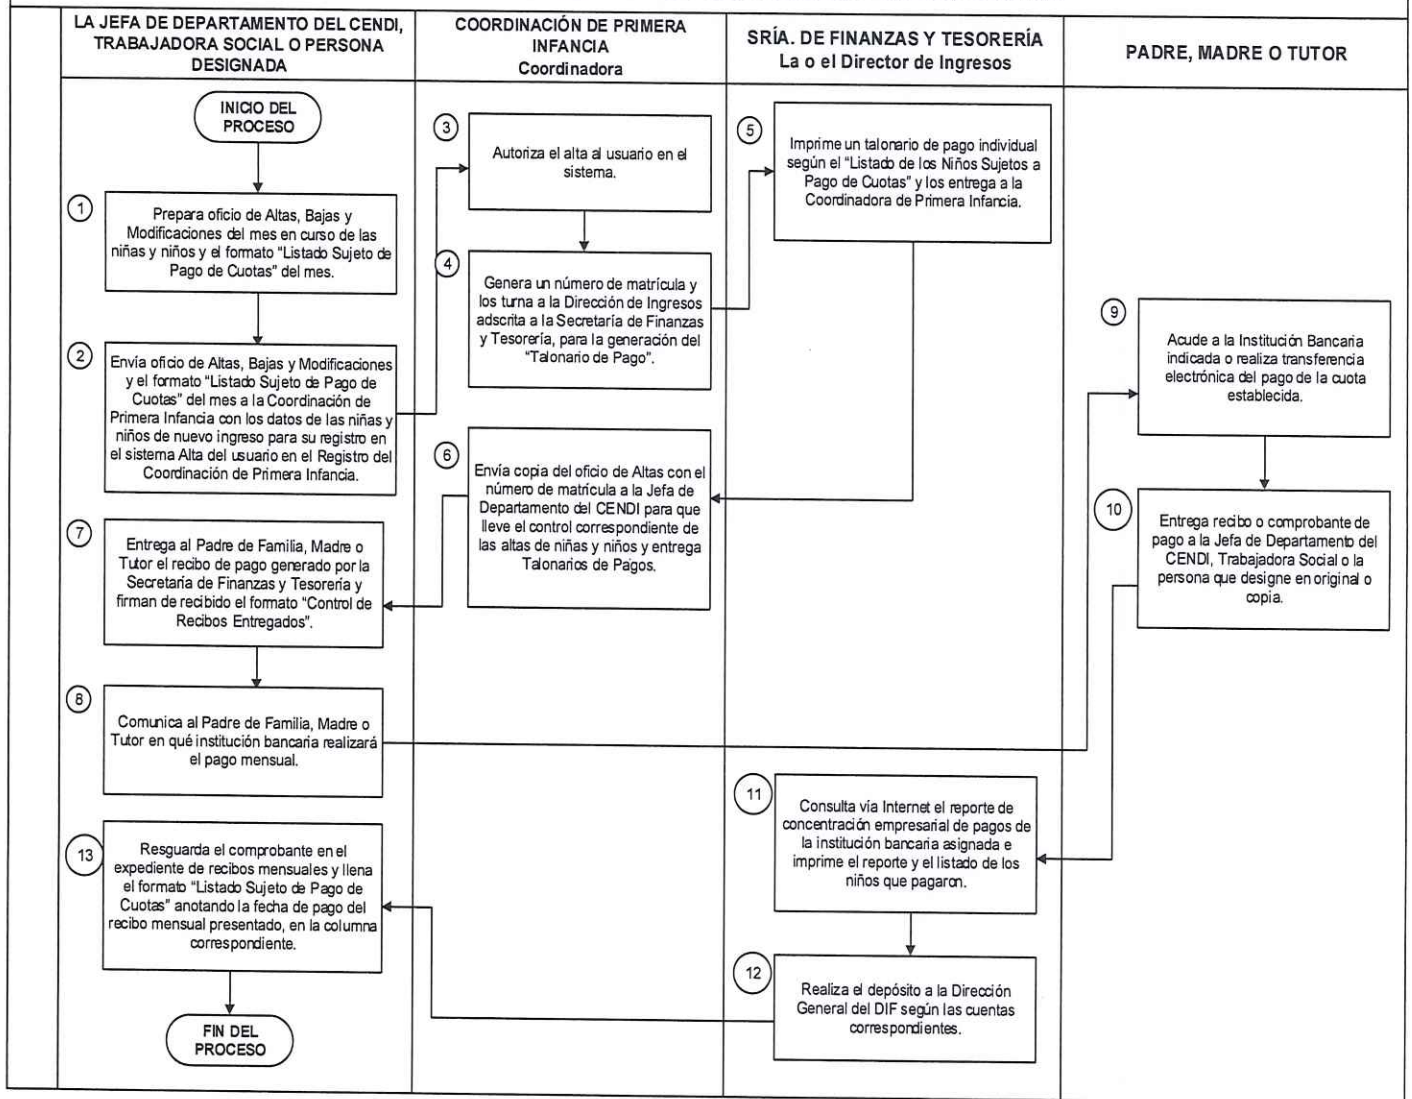 LA JEFA DE DEPARTAMENTO DEL CENDI,
TRABAJADORA SOCIAL O PERSONA
DESIGNADA
COORDINACIÓN DE PRIMERA
INFANCIA
Coordinadora
SRÍA. DE FINANZAS Y TESORERÍA
La o el Director de Ingresos
PADRE, MADRE O TUTOR
INICIO DEL
PROCESO
1
Prepara oficio de Altas, Bajas y
Modificaciones del mes en curso de las
niñas y niños y el formato "Listado Sujeto de
Pago de Cuotas" del mes.
2
Envía oficio de Altas, Bajas y Modificaciones
y el formato "Listado Sujeto de Pago de
Cuotas" del mes a la Coordinación de
Primera Infancia con los datos de las niñas y
niños de nuevo ingreso para su registro en
el sistema Alta del usuario en el Registro del
Coordinación de Primera Infancia.
3
Autoriza el alta al usuario en el
sistema.
4
Genera un número de matrícula y
los turna a la Dirección de Ingresos
adscrita a la Secretaría de Finanzas
y Tesorería, para la generación del
"Talonario de Pago".
5
Imprime un talonario de pago individual
según el "Listado de los Niños Sujetos a
Pago de Cuotas" y los entrega a la
Coordinadora de Primera Infancia.
6
Envía copia del oficio de Altas con el
número de matrícula a la Jefa de
Departamento del CENDI para que
lleve el control correspondiente de
las altas de niñas y niños y entrega
Talonarios de Pagos.
7
Entrega al Padre de Familia, Madre o
Tutor el recibo de pago generado por la
Secretaría de Finanzas y Tesorería y
firman de recibido el formato "Control de
Recibos Entregados".
8
Comunica al Padre de Familia, Madre o
Tutor en qué institución bancaria realizará
el pago mensual.
9
Acude a la Institución Bancaria
indicada o realiza transferencia
electrónica del pago de la cuota
establecida.
10
Entrega recibo o comprobante de
pago a la Jefa de Departamento del
CENDI, Trabajadora Social o la
persona que designe en original o
copia.
11
Consulta vía Internet el reporte de
concentración empresarial de pagos de
la institución bancaria asignada e
imprime el reporte y el listado de los
niños que pagaron.
12
Realiza el depósito a la Dirección
General del DIF según las cuentas
correspondientes.
13
Resguarda el comprobante en el
expediente de recibos mensuales y llena
el formato "Listado Sujeto de Pago de
Cuotas" anotando la fecha de pago del
recibo mensual presentado, en la columna
correspondiente.
FIN DEL
PROCESO